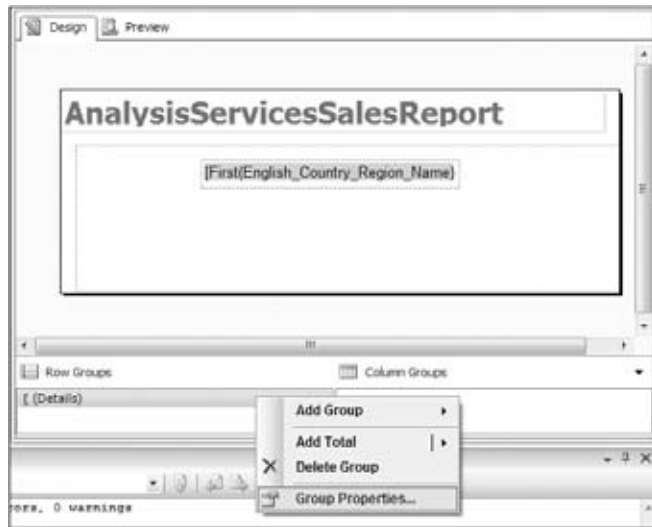 Design Preview
AnalysisServicesSalesReport
[First(English_Country_Region_Name)
Row Groups Column Groups
[ (Details)
Add Group
Add Total
Delete Group
Group Properties...
ors, 0 warnings